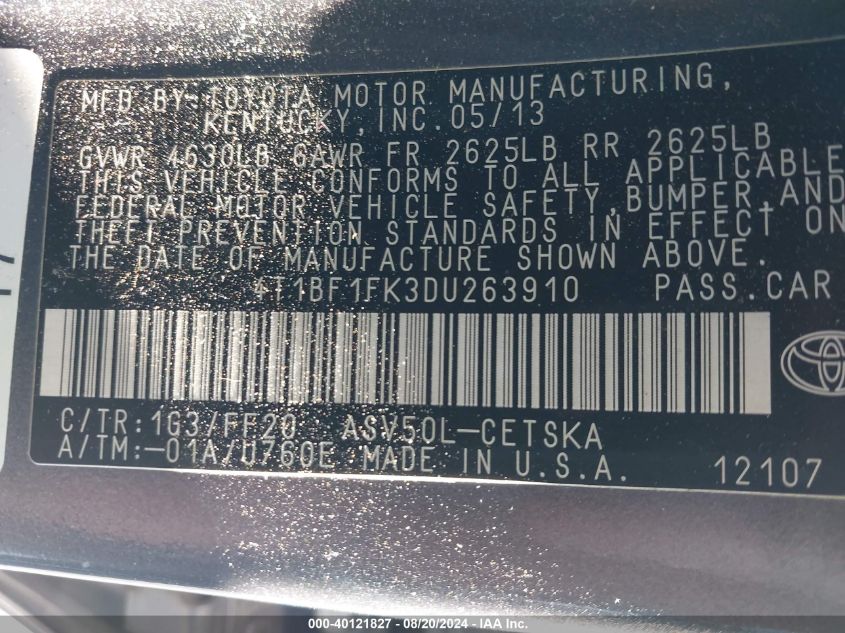 MFD BY-TOYOTA MOTOR MANUFACTURING,
KENTUCKY, INC. 05/13
GVWR 4630LB GAWR FR 2625LB RR 2625LB
THIS VEHICLE CONFORMS TO ALL APPLICABLE
FEDERAL MOTOR VEHICLE SAFETY, BUMPER, AND
THEFT PREVENTION STANDARDS IN EFFECT ON
THE DATE OF MANUFACTURE SHOWN ABOVE.
4T1BF1FK3DU263910 PASS.CAR
C/TR:1G3/FF20 ASV50L-CETSKA
A/TM:-01A/U760E MADE IN U.S.A. 12107
000-40121827 - 08/20/2024 - IAAI.COM